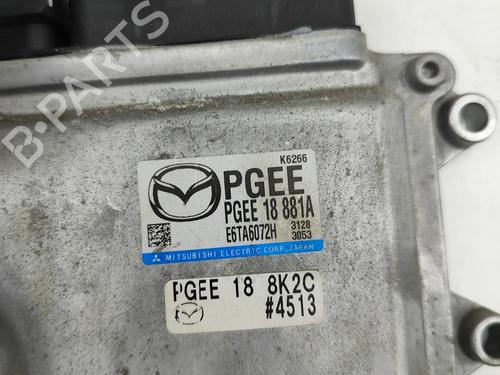 B-PARTS
K6266
PGEE
PGEE 18 881A
E6TA6072H 3128
3053
MITSUBISHI ELECTRIC CORP., JAPAN
PGEE 18 8K2C
#4513